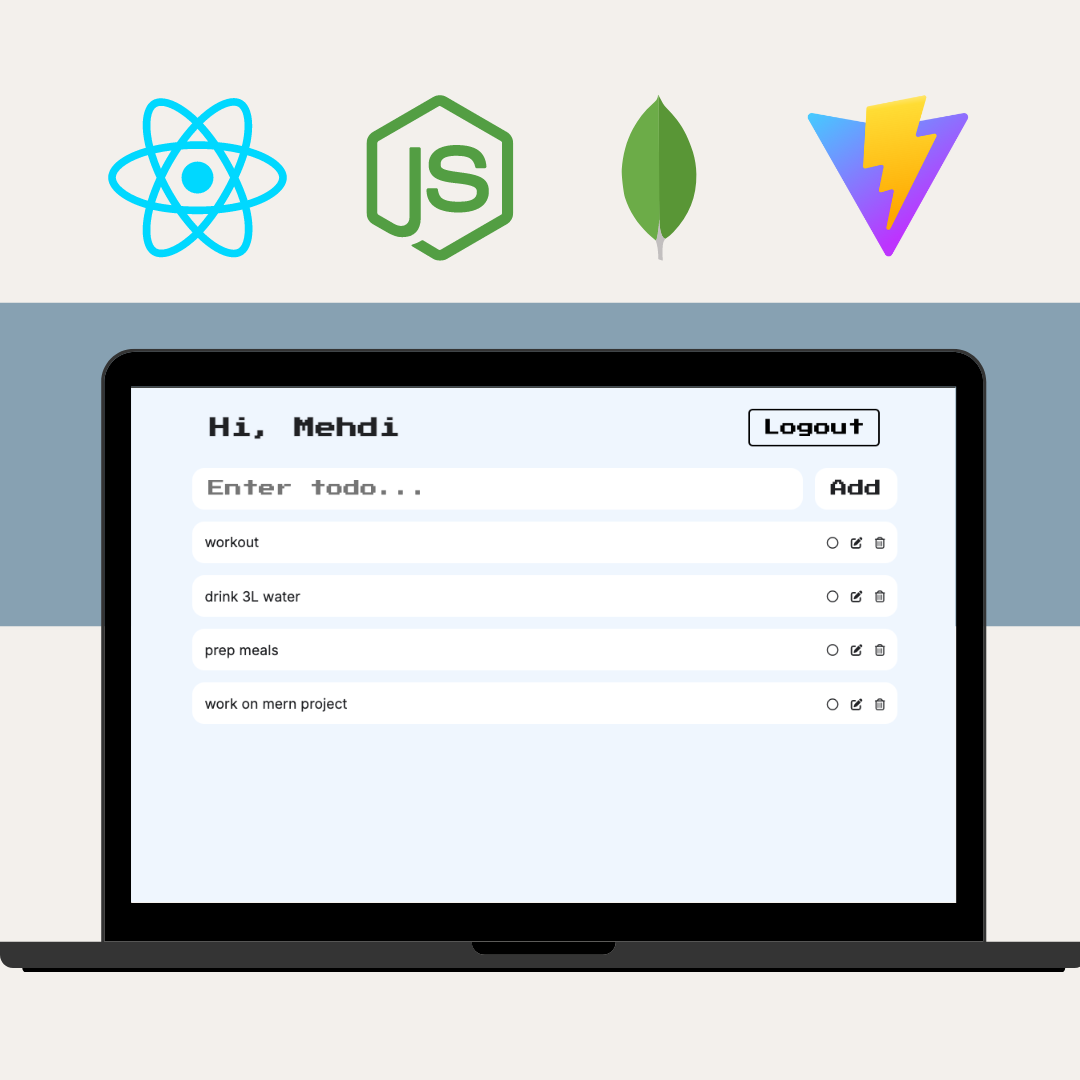 JS
Hi, Mehdi
Logout
Enter todo...
Add
workout
drink 3L water
prep meals
work on mern project